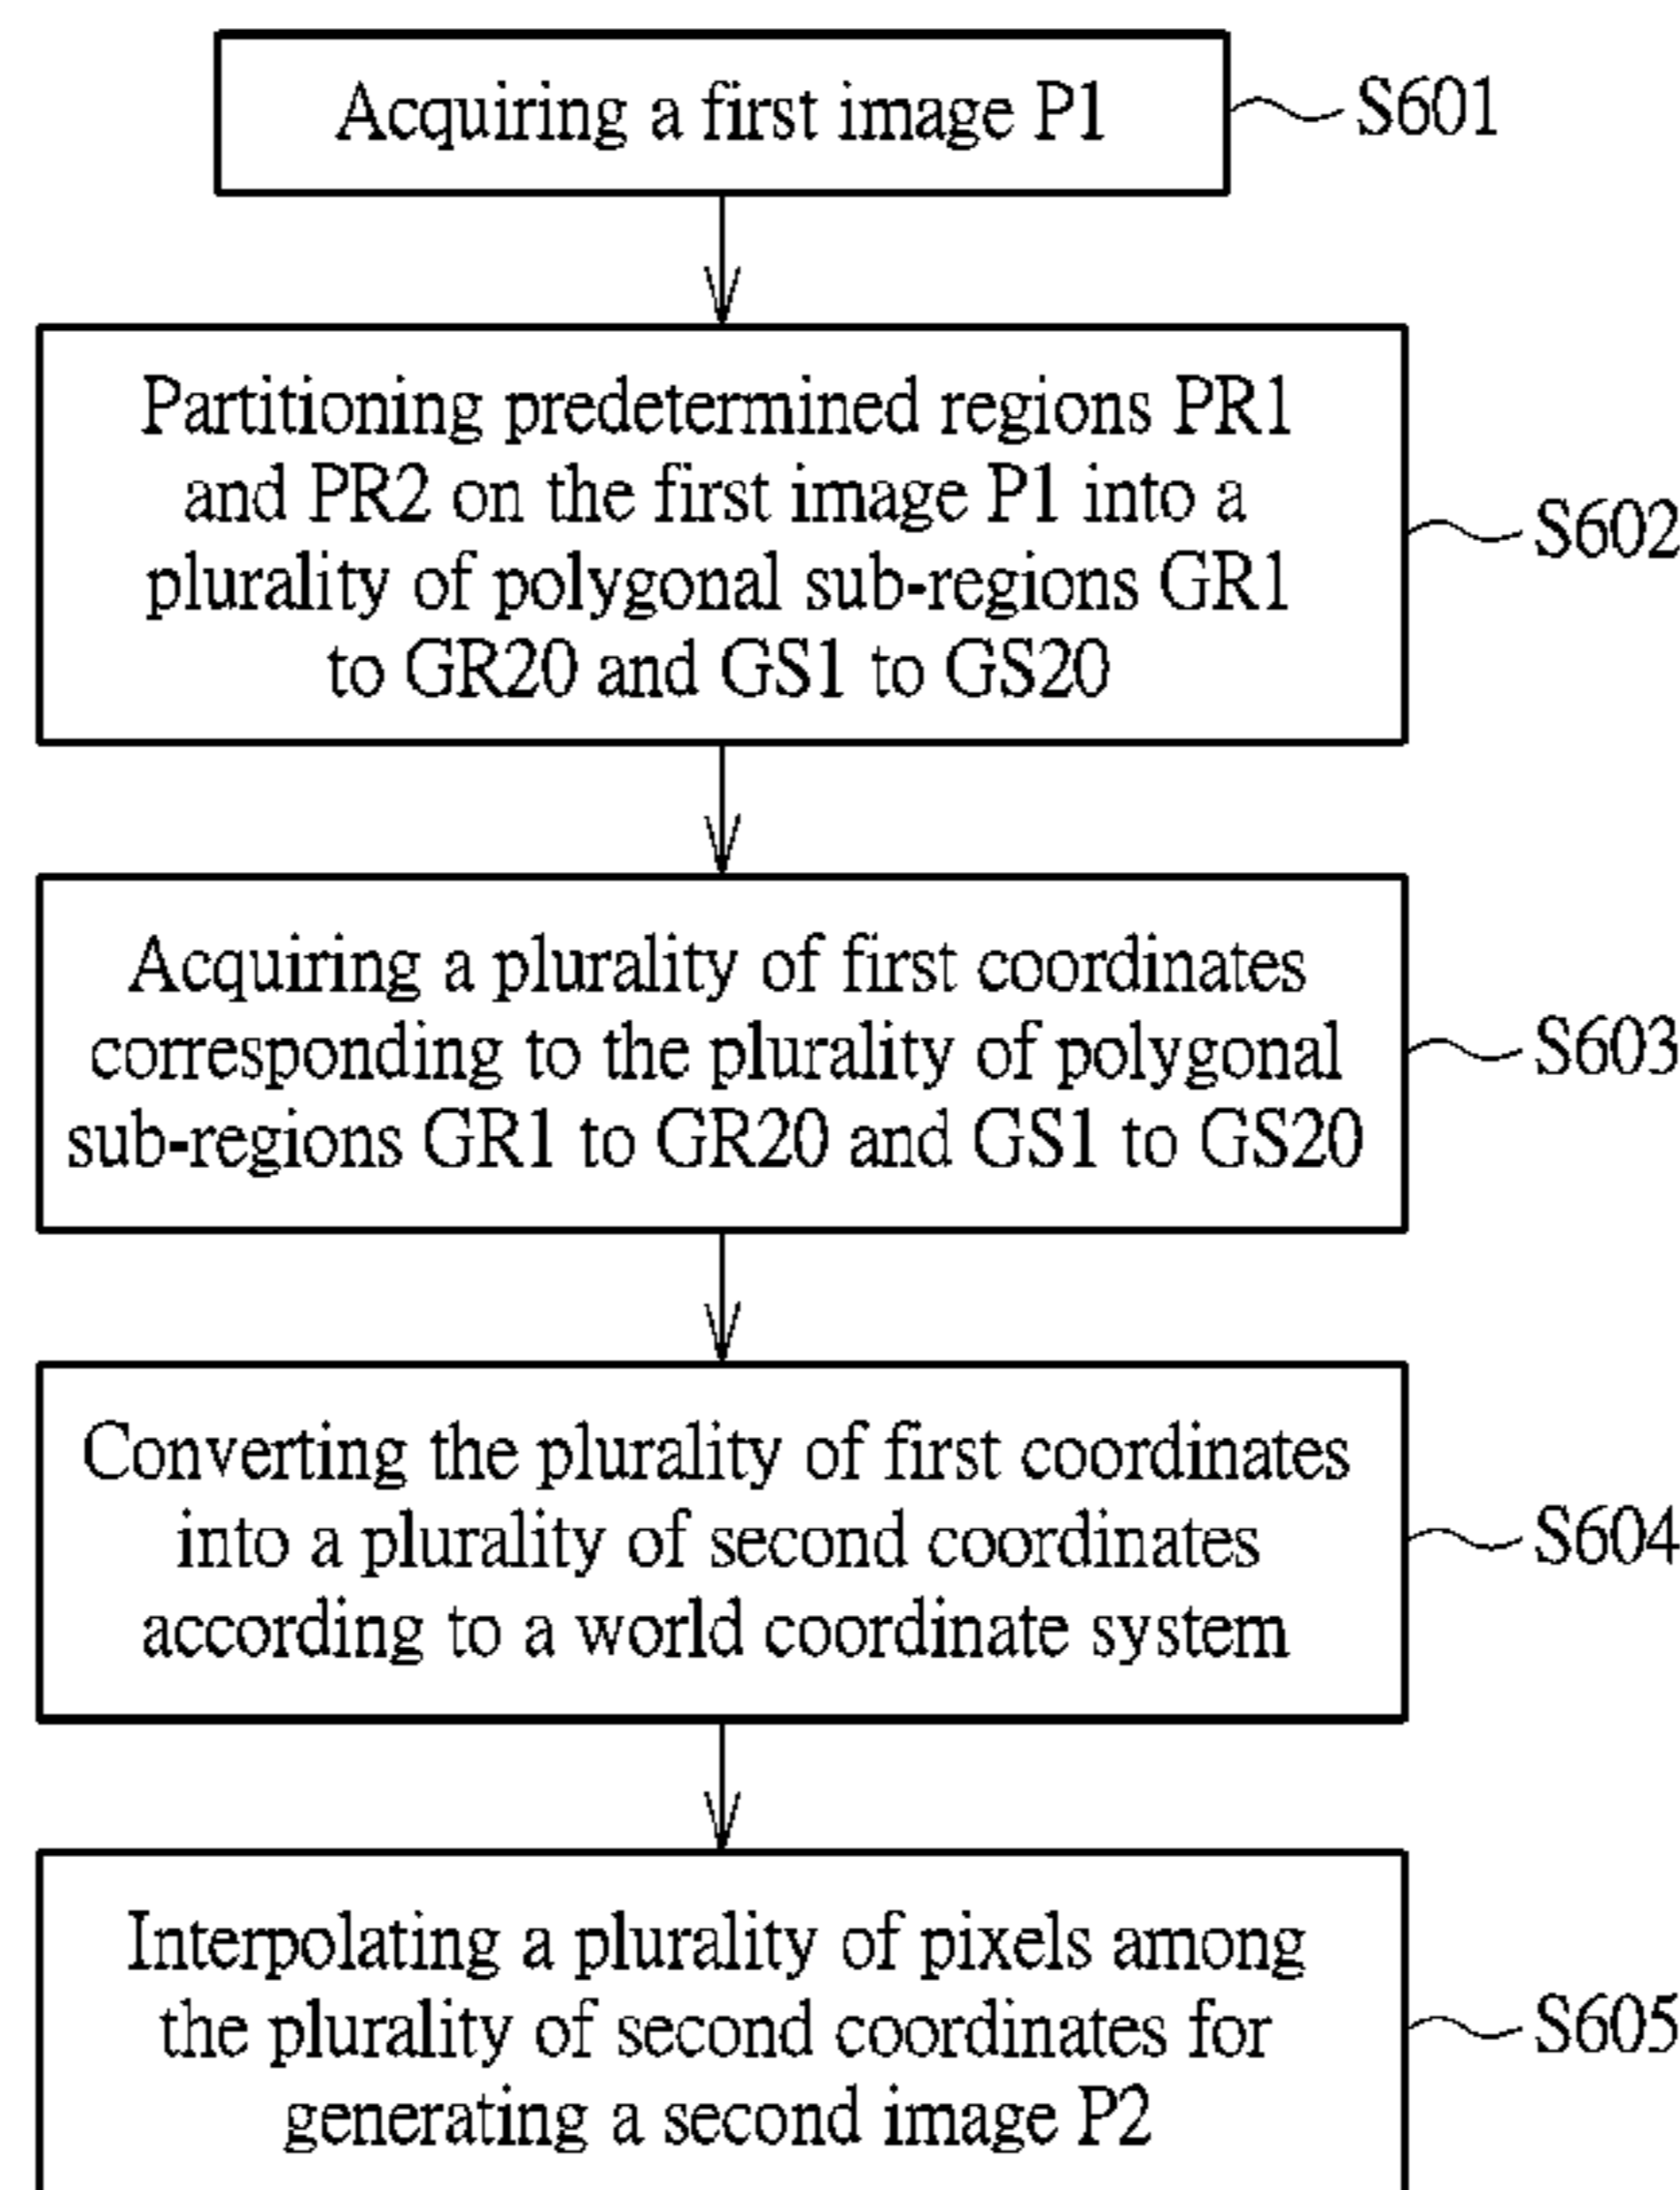 Acquiring a first image P1
S601
Partitioning predetermined regions PR1
and PR2 on the first image P1 into a
plurality of polygonal sub-regions GR1
to GR20 and GS1 to GS20
S602
Acquiring a plurality of first coordinates
corresponding to the plurality of polygonal
sub-regions GR1 to GR20 and GS1 to GS20
S603
Converting the plurality of first coordinates
into a plurality of second coordinates
according to a world coordinate system
S604
Interpolating a plurality of pixels among
the plurality of second coordinates for
generating a second image P2
S605